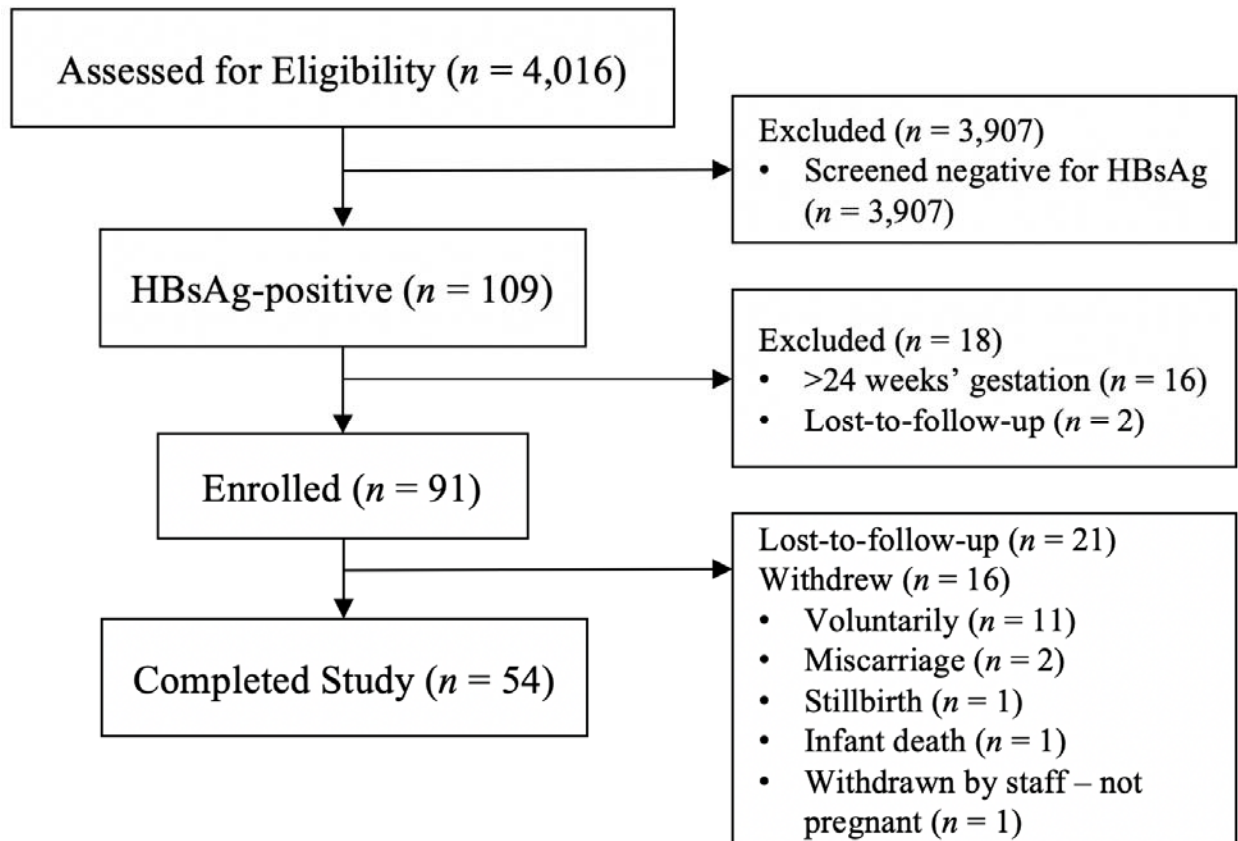 Assessed for Eligibility (n = 4,016)
Excluded (n = 3,907)
• Screened negative for HBsAg
(n = 3,907)
HBsAg-positive (n = 109)
Excluded (n = 18)
• >24 weeks’ gestation (n = 16)
• Lost-to-follow-up (n = 2)
Enrolled (n = 91)
Lost-to-follow-up (n = 21)
Withdrew (n = 16)
• Voluntarily (n = 11)
• Miscarriage (n = 2)
• Stillbirth (n = 1)
• Infant death (n = 1)
• Withdrawn by staff – not
pregnant (n = 1)
Completed Study (n = 54)